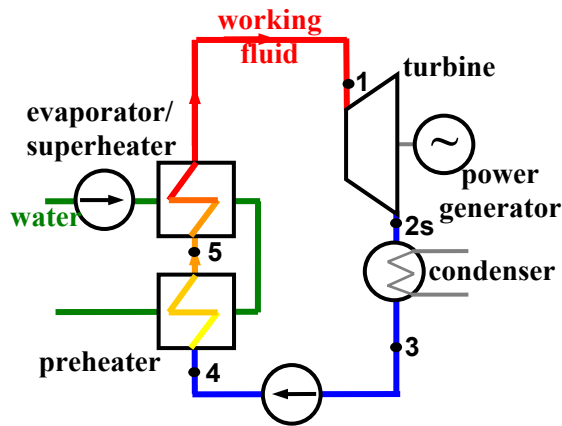 working
fluid
1
turbine
evaporator/
superheater
~
water
power
generator
2s
5
condenser
preheater
3
4